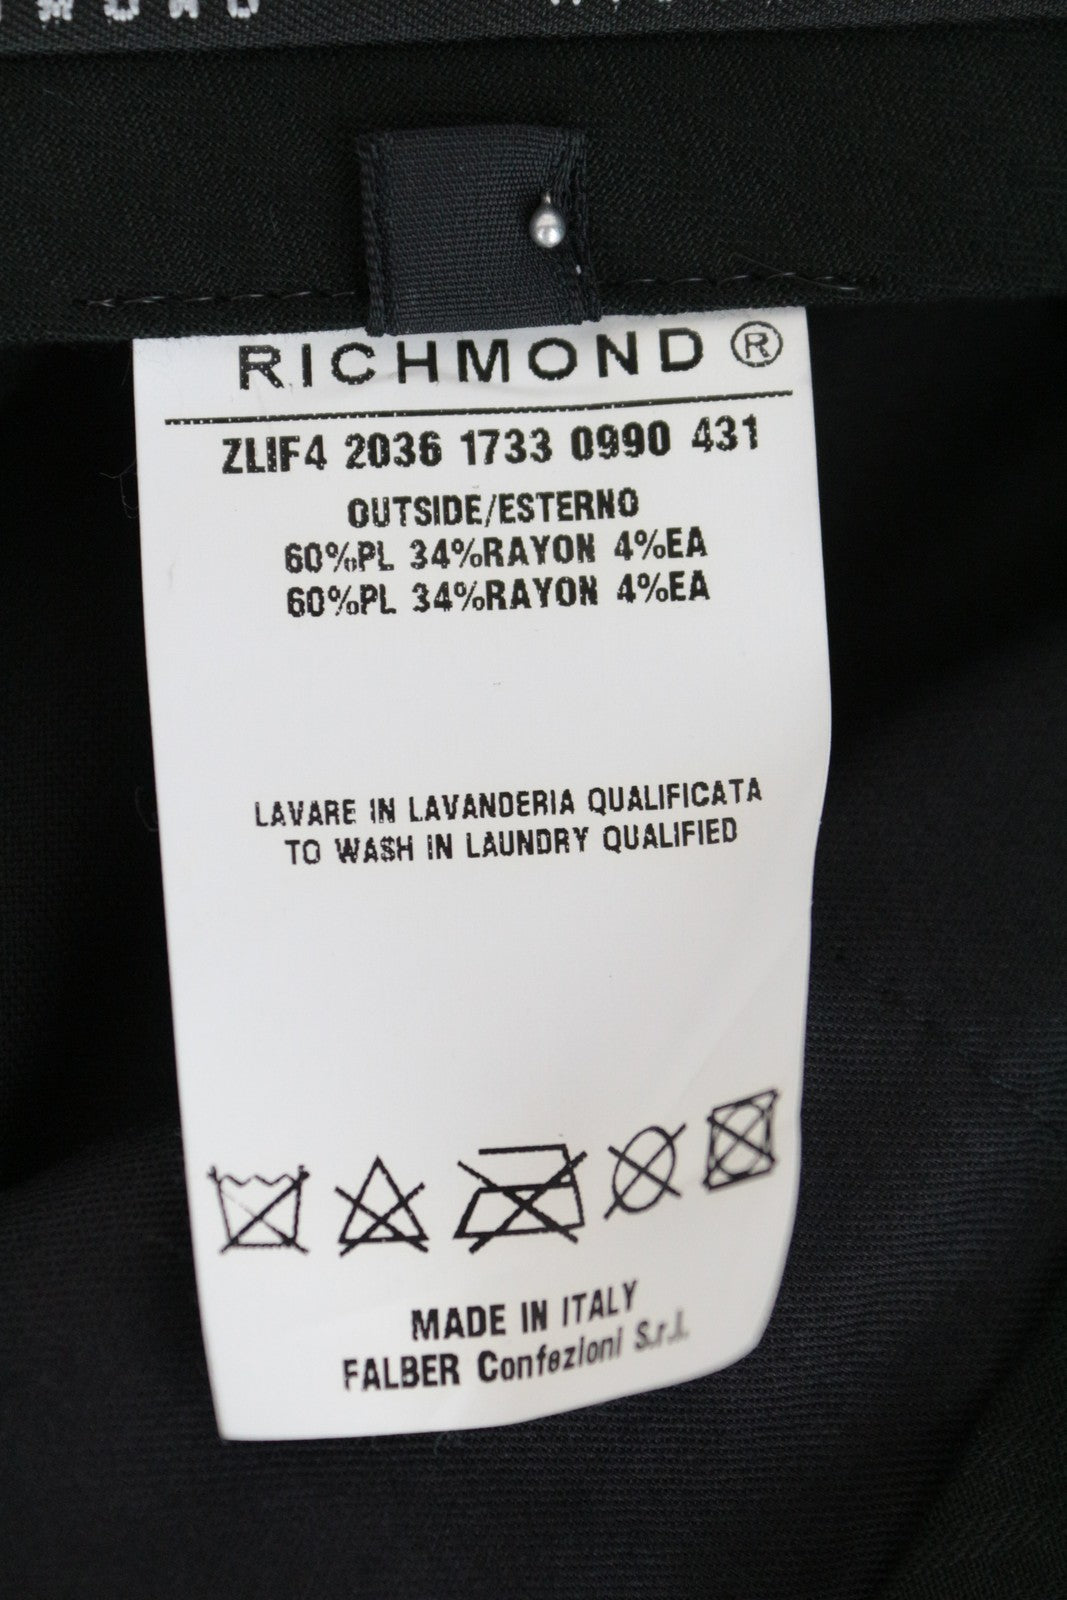 RICHMOND ®
ZLIF4 2036 1733 0990 431
OUTSIDE/ESTERNO
60%PL 34%RAYON 4%EA
60%PL 34%RAYON 4%EA
LAVARE IN LAVANDERIA QUALIFICATA
TO WASH IN LAUNDRY QUALIFIED
MADE IN ITALY
FALBER Confezioni S.r.l.